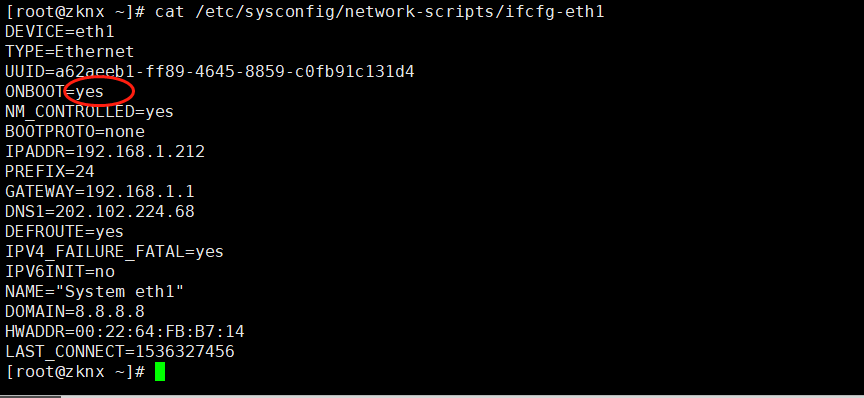 [root@zknx ~]# cat /etc/sysconfig/network-scripts/ifcfg-eth1
DEVICE=eth1
TYPE=Ethernet
UUID=a62aeeb1-ff89-4645-8859-c0fb91c131d4
ONBOOT=yes
NM_CONTROLLED=yes
BOOTPROTO=none
IPADDR=192.168.1.212
PREFIX=24
GATEWAY=192.168.1.1
DNS1=202.102.224.68
DEFROUTE=yes
IPV4_FAILURE_FATAL=yes
IPV6INIT=no
NAME="System eth1"
DOMAIN=8.8.8.8
HWADDR=00:22:64:FB:B7:14
LAST_CONNECT=1536327456
[root@zknx ~]#